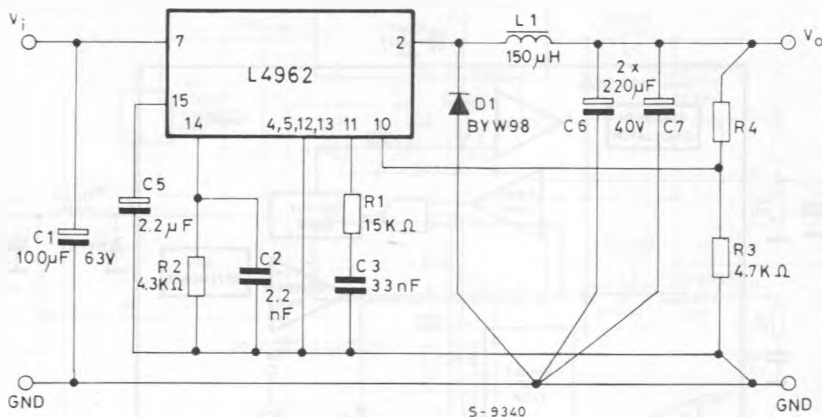 Vi
7
L4962
2
L1
150µH
Vo
15
14
4,5,12,13
11
10
D1
BYW98
2 x
220µF
C6
40V
C7
R4
C5
2.2µF
C1
100µF
63V
R2
4.3KΩ
C2
2.2
nF
R1
15KΩ
C3
33nF
R3
4.7KΩ
GND
S-9340
GND